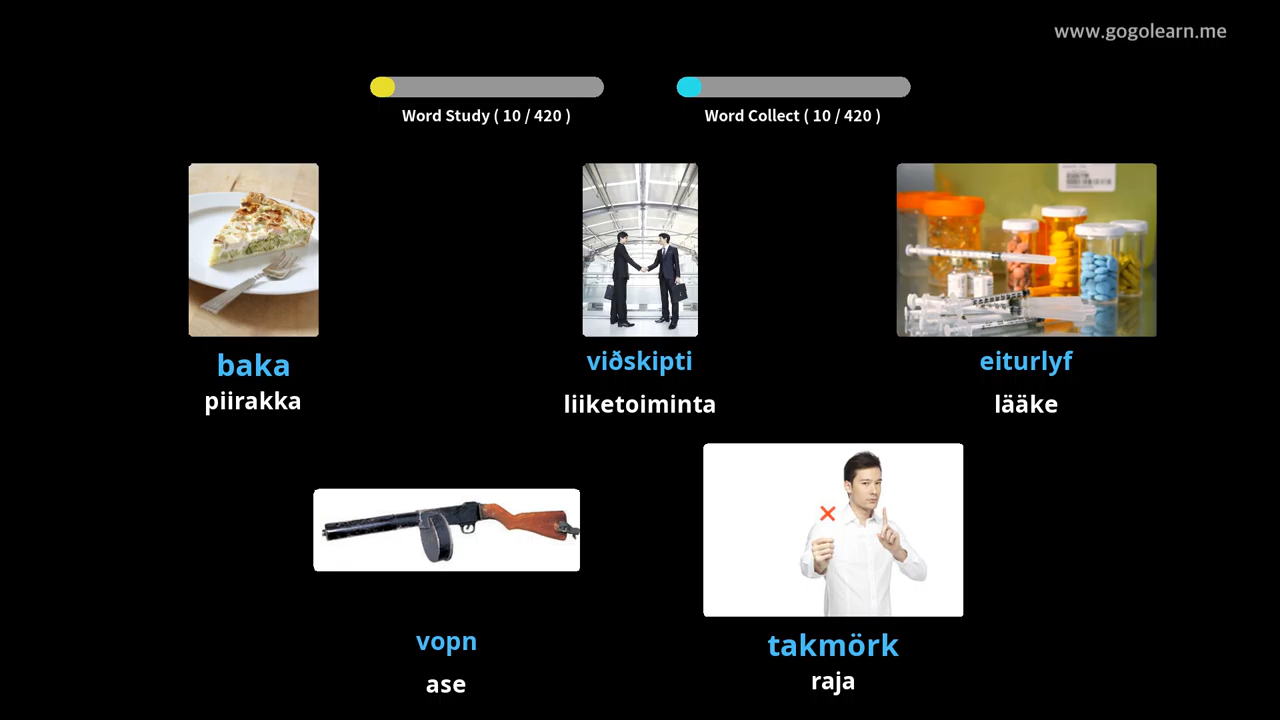 www.gogolearn.me
Word Study ( 10 / 420 )
Word Collect ( 10 / 420 )
baka
piirakka
viðskipti
liiketoiminta
eiturlyf
lääke
vopn
ase
takmörk
raja